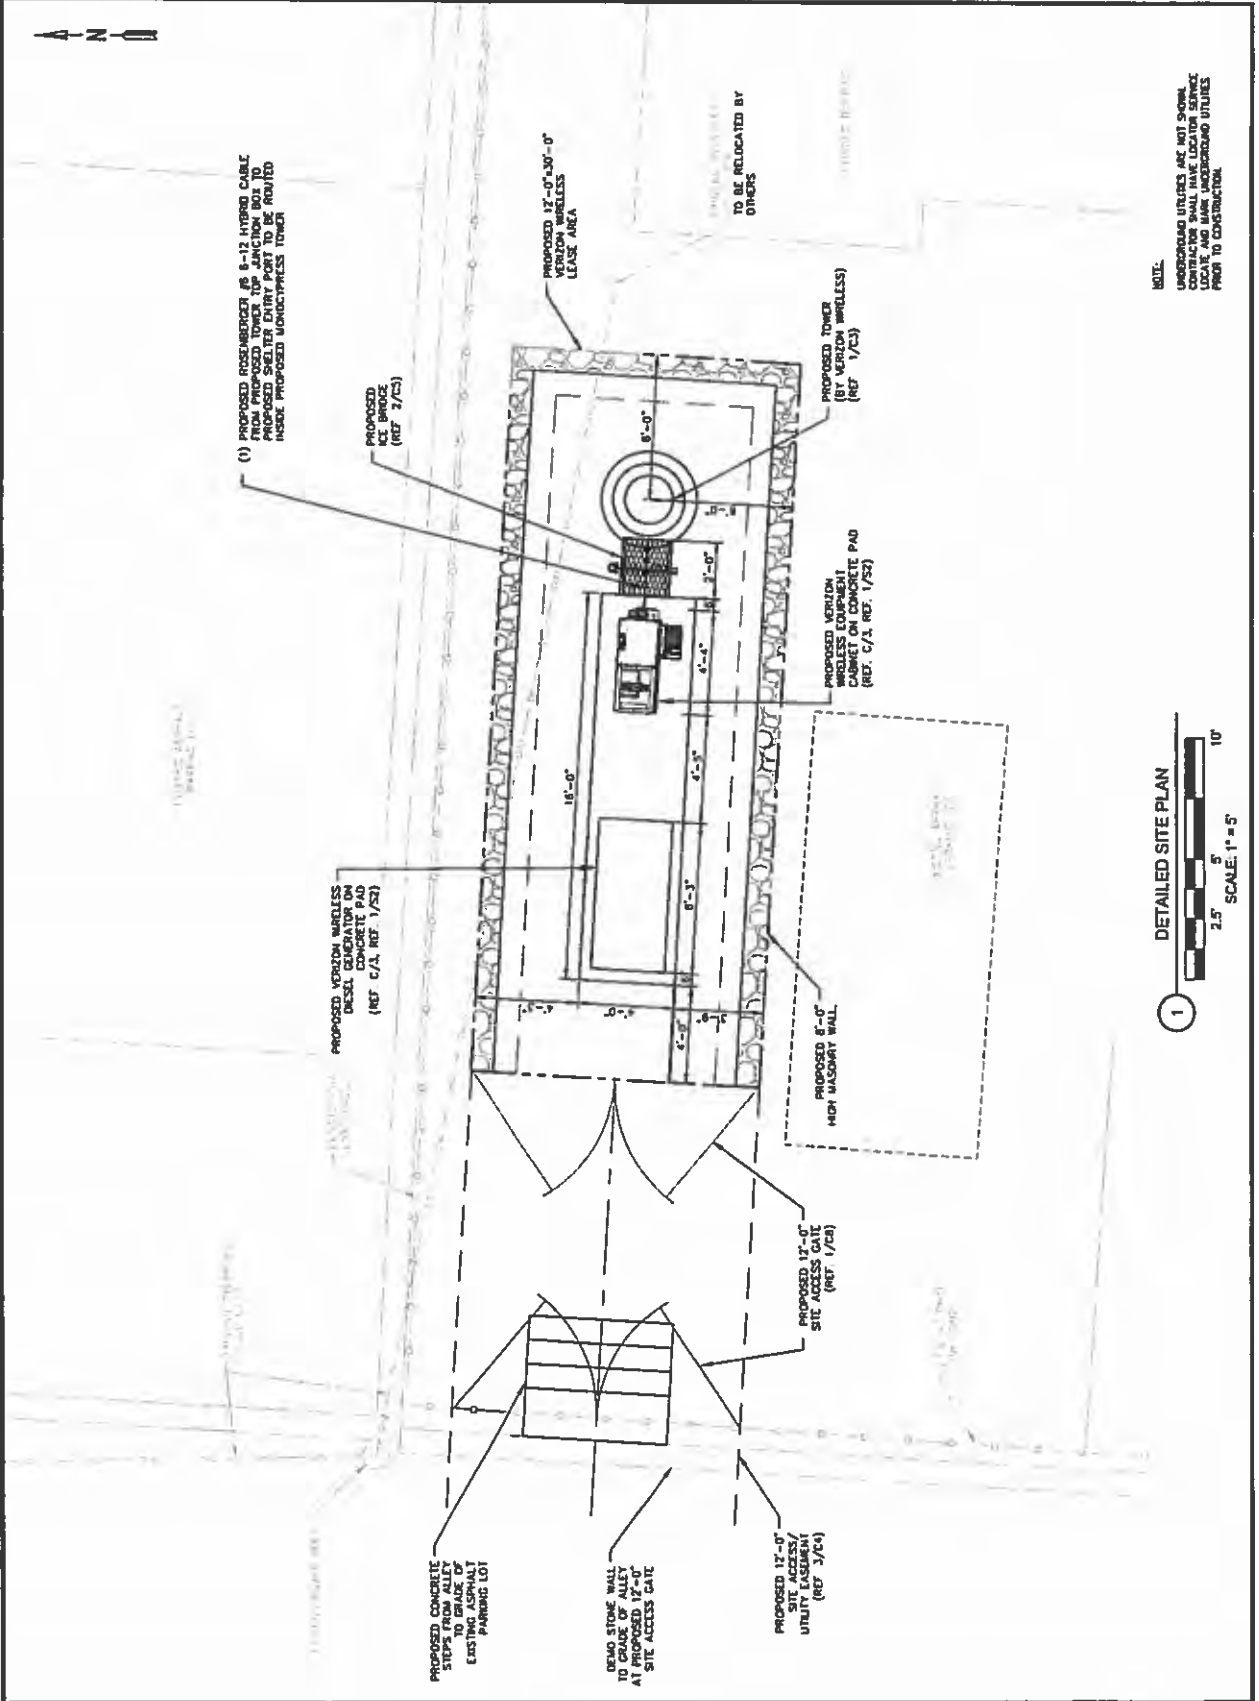 N
(1) PROPOSED ROSENBERGER #6 6-12 HYBRID CABLE
FROM PROPOSED TOWER TOP JUNCTION BOX TO
PROPOSED SHELTER ENTRY PORT TO BE ROUTED
INSIDE PROPOSED MONOCYPRESS TOWER
PROPOSED
ICE BRIDGE
(REF 2/C5)
PROPOSED 12'-0"x30'-0"
VERIZON WIRELESS
LEASE AREA
TO BE RELOCATED BY
OTHERS
PROPOSED VERIZON WIRELESS
DIESEL GENERATOR ON
CONCRETE PAD
(REF C/3, REF. 1/S2)
16'-0"
6'-0"
6'-0"
2'-0"
4'-4"
4'-5"
6'-3"
4'-0"
4'-3"
4'-0"
PROPOSED TOWER
(BY VERIZON WIRELESS)
(REF 1/C3)
PROPOSED VERIZON
WIRELESS EQUIPMENT
CABINET ON CONCRETE PAD
(REF. C/3, REF. 1/S2)
PROPOSED 8'-0"
HIGH MASONRY WALL
PROPOSED 12'-0"
SITE ACCESS GATE
(REF. 1/C8)
PROPOSED CONCRETE
STEPS FROM ALLEY
TO GRADE OF
EXISTING ASPHALT
PARKING LOT
DEMO STONE WALL
TO GRADE OF ALLEY
AT PROPOSED 12'-0"
SITE ACCESS GATE
PROPOSED 12'-0"
SITE ACCESS/
UTILITY EASEMENT
(REF 3/C4)
NOTE:
UNDERGROUND UTILITIES ARE NOT SHOWN,
CONTRACTOR SHALL HAVE LOCATOR SERVICE
LOCATE AND MARK UNDERGROUND UTILITIES
PRIOR TO CONSTRUCTION.
1
DETAILED SITE PLAN
2.5' 5' 10'
SCALE: 1" = 5'